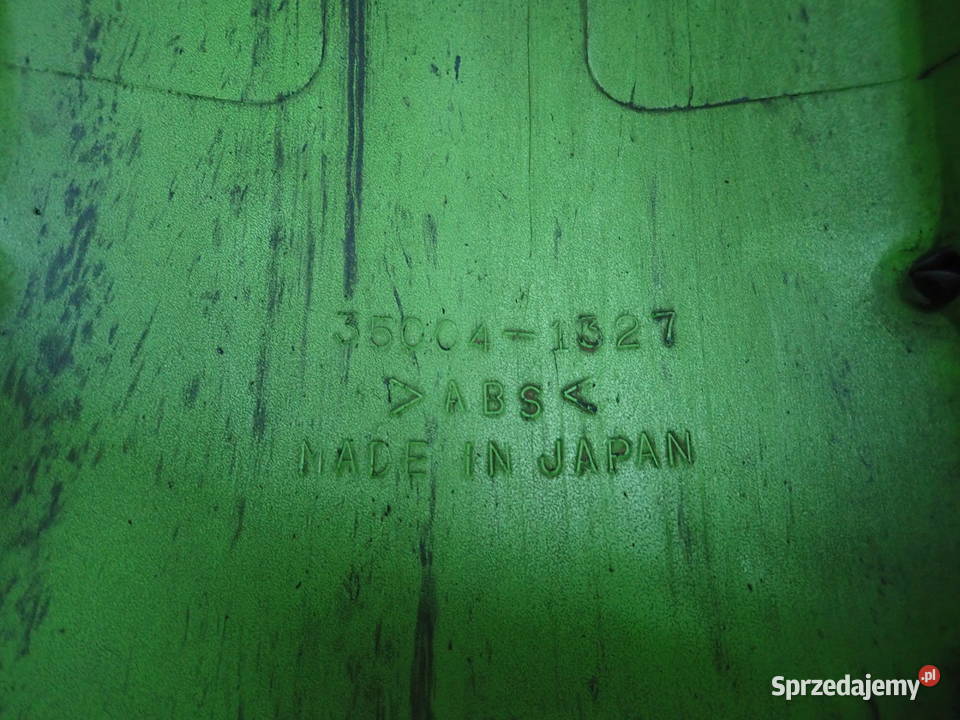 35004-1327
>ABS<
MADE IN JAPAN
Sprzedajemy.pl